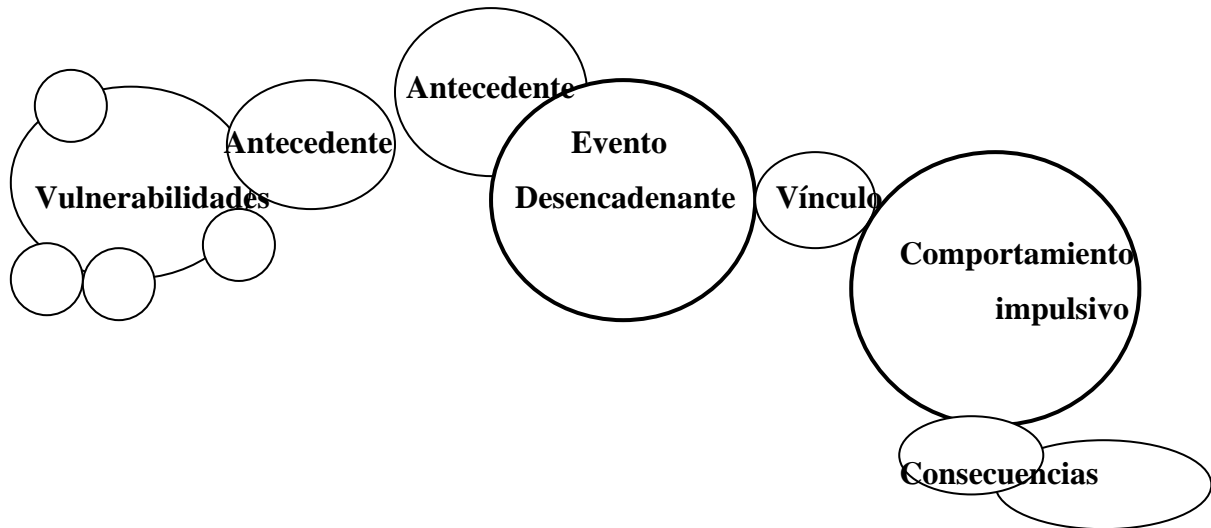 Antecedente
Antecedente
Evento
Desencadenante
Vulnerabilidades
Vínculo
Comportamiento
impulsivo
Consecuencias